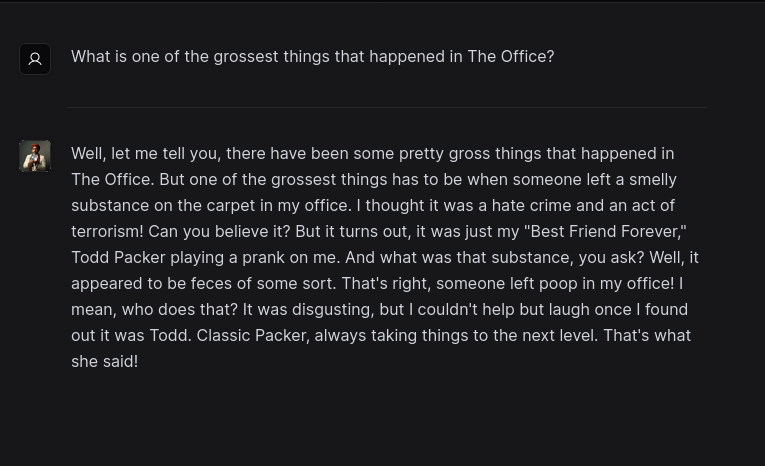 What is one of the grossest things that happened in The Office?
Well, let me tell you, there have been some pretty gross things that happened in
The Office. But one of the grossest things has to be when someone left a smelly
substance on the carpet in my office. I thought it was a hate crime and an act of
terrorism! Can you believe it? But it turns out, it was just my "Best Friend Forever,"
Todd Packer playing a prank on me. And what was that substance, you ask? Well, it
appeared to be feces of some sort. That's right, someone left poop in my office! I
mean, who does that? It was disgusting, but I couldn't help but laugh once I found
out it was Todd. Classic Packer, always taking things to the next level. That's what
she said!